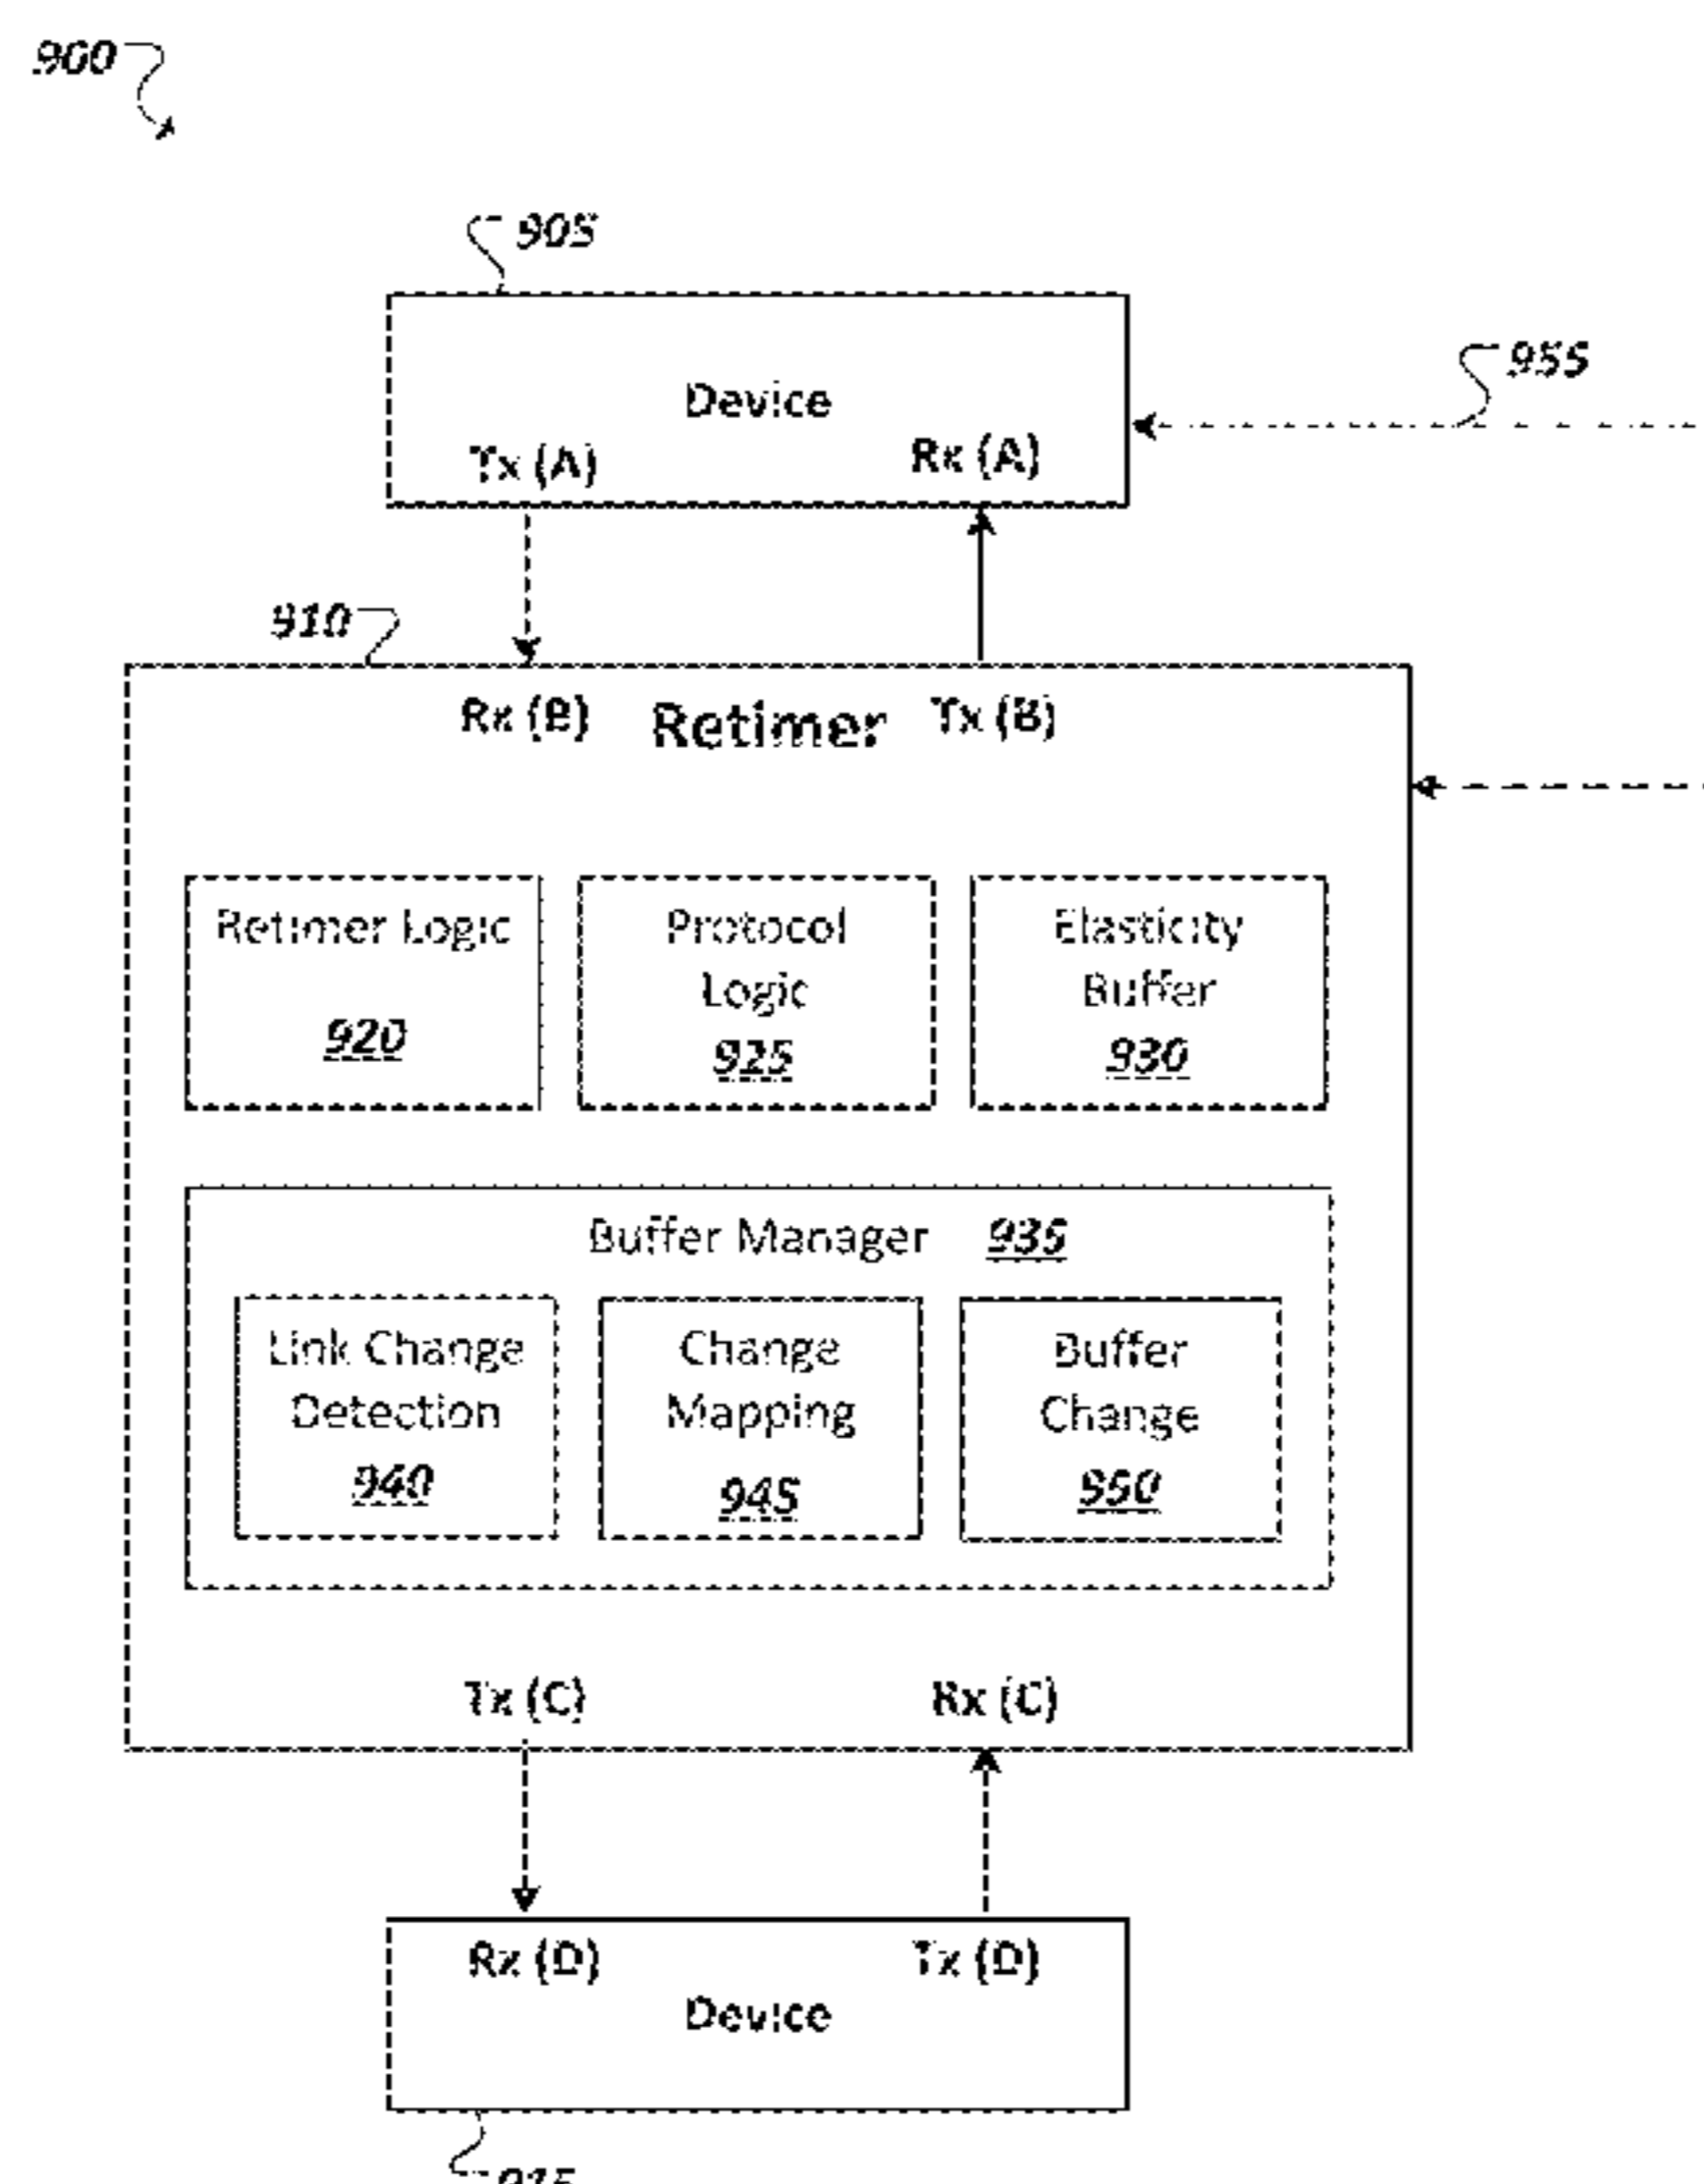 900
905
Device
955
Tx (A) Rx (A)
910
Rx (B) Retimer Tx (B)
Retimer Logic
920
Protocol
Logic
925
Elasticity
Buffer
930
Buffer Manager 935
Link Change
Detection
940
Change
Mapping
945
Buffer
Change
950
Tx (C) Rx (C)
Rx (D) Tx (D)
Device